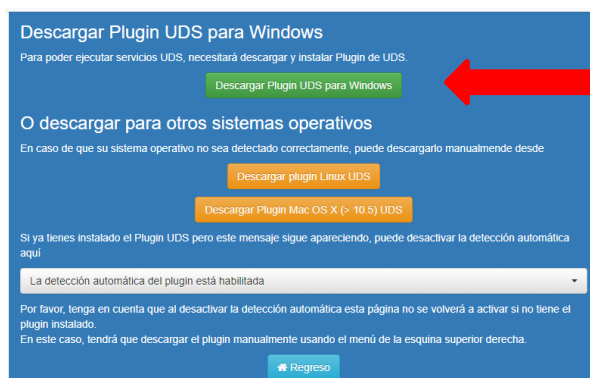 Descargar Plugin UDS para Windows
Para poder ejecutar servicios UDS, necesitará descargar y instalar Plugin de UDS.
Descargar Plugin UDS para Windows
O descargar para otros sistemas operativos
En caso de que su sistema operativo no sea detectado correctamente, puede descargarlo manualmende desde
Descargar plugin Linux UDS
Descargar Plugin Mac OS X (> 10.5) UDS
Si ya tienes instalado el Plugin UDS pero este mensaje sigue apareciendo, puede desactivar la detección automática
aquí
La detección automática del plugin está habilitada
Por favor, tenga en cuenta que al desactivar la detección automática esta página no se volverá a activar si no tiene el
plugin instalado.
En este caso, tendrá que descargar el plugin manualmente usando el menú de la esquina superior derecha.
Regreso